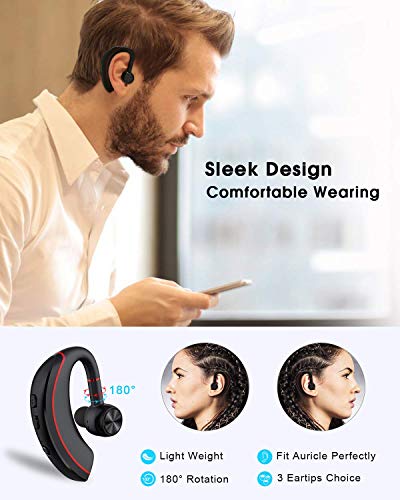 Sleek Design
Comfortable Wearing
180°
Light Weight
Fit Auricle Perfectly
180° Rotation
3 Eartips Choice